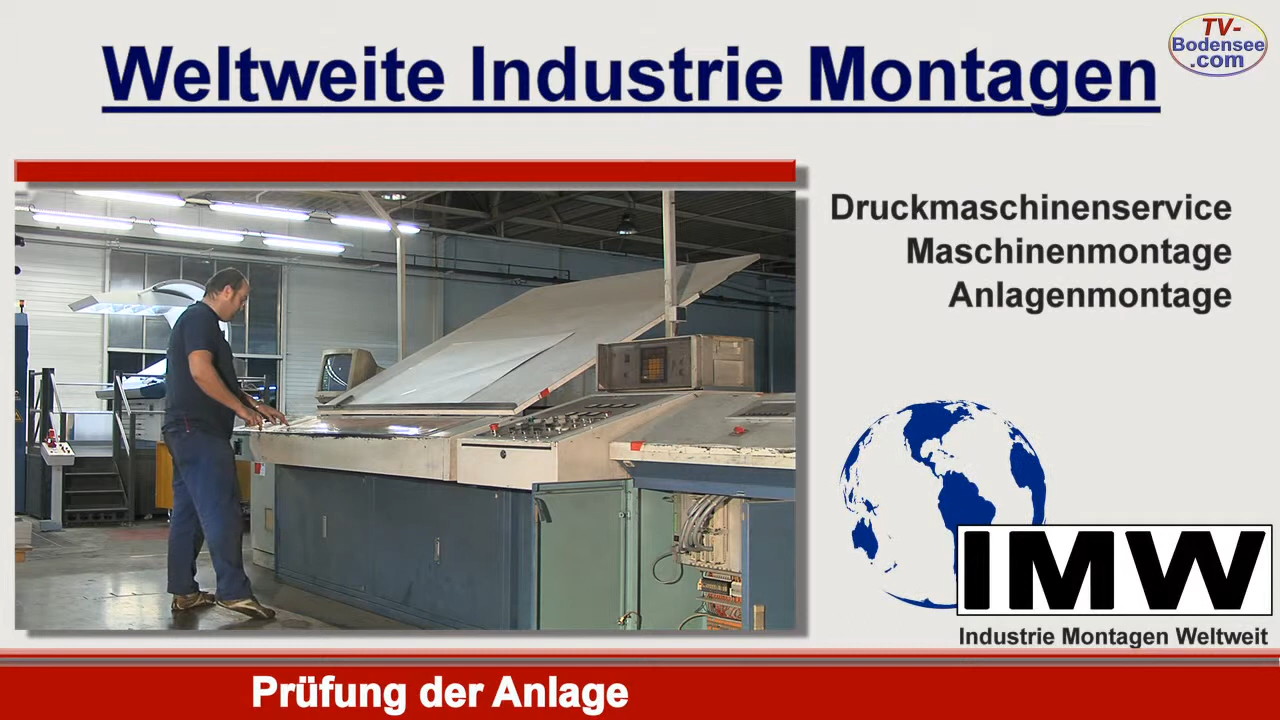 Weltweite Industrie Montagen
TV-
Bodensee
.com
Druckmaschinenservice
Maschinenmontage
Anlagenmontage
IMW
Industrie Montagen Weltweit
Prüfung der Anlage